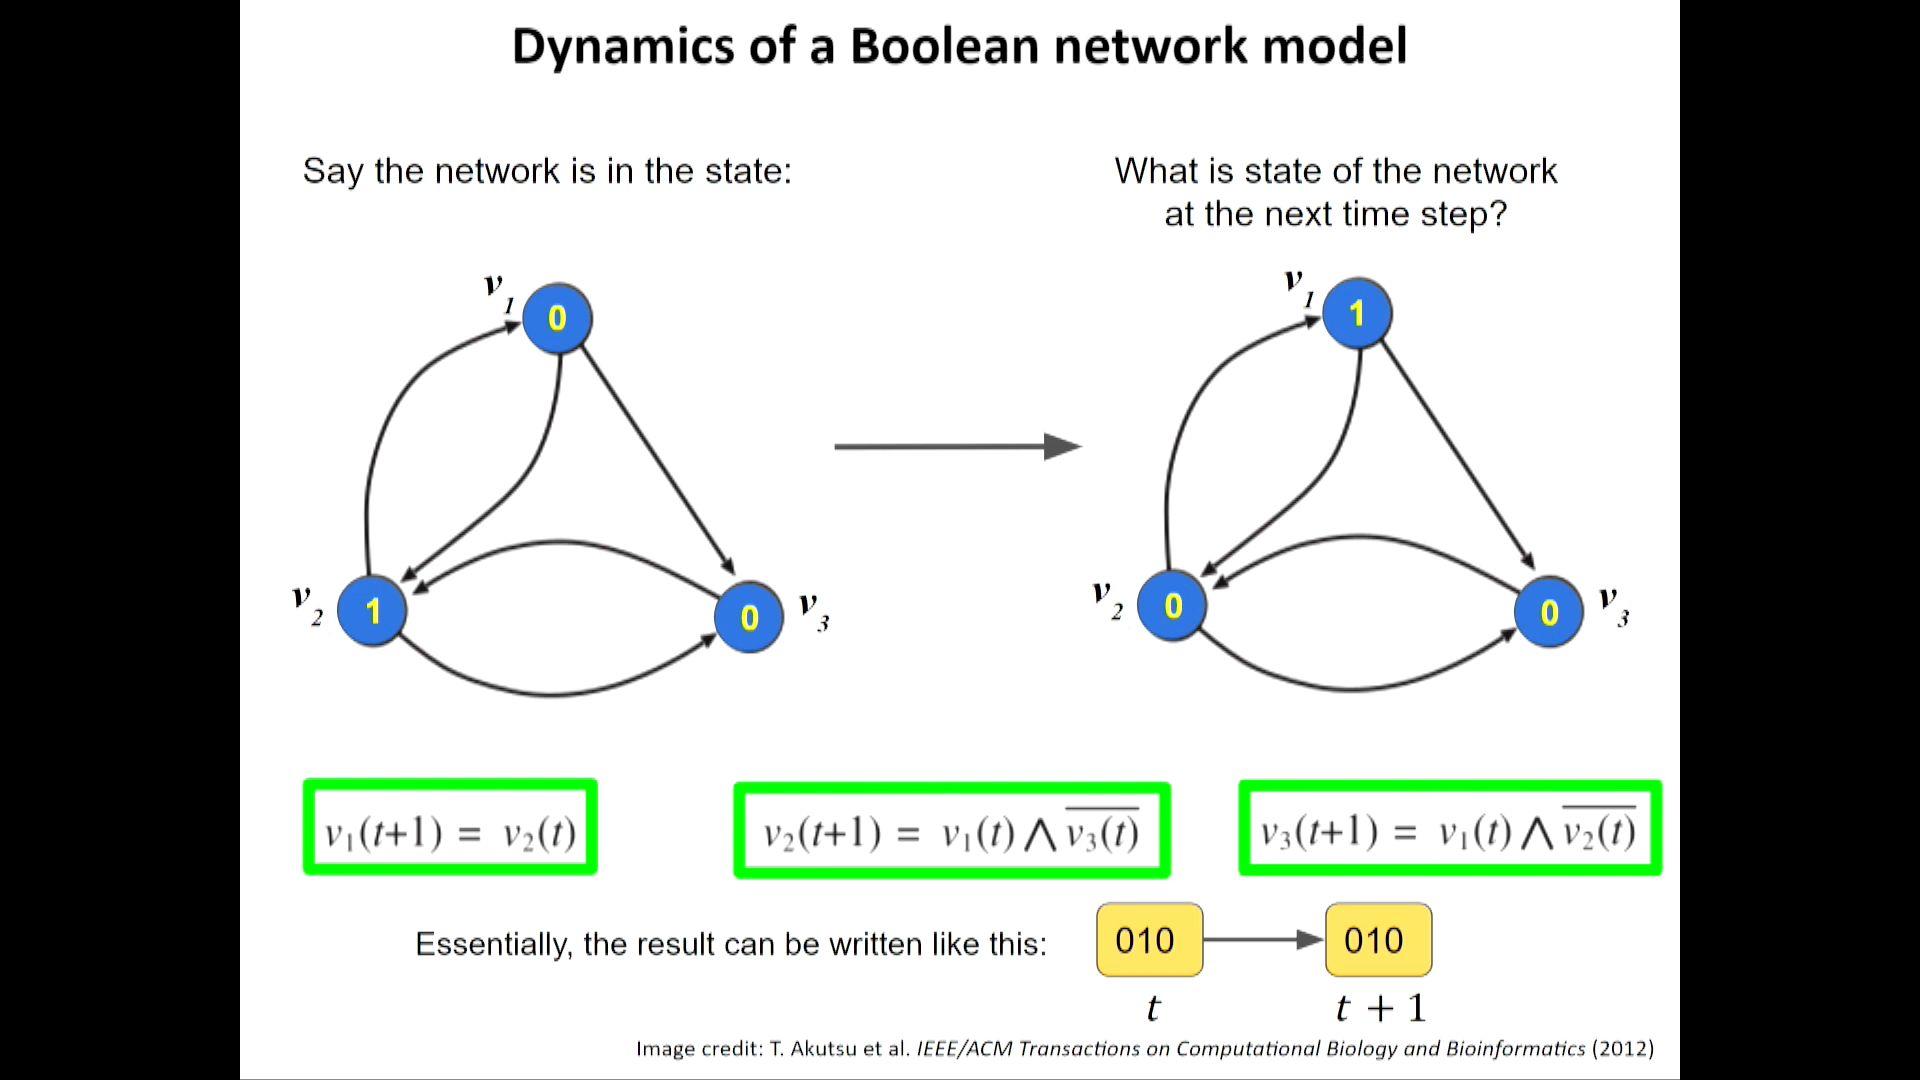 Dynamics of a Boolean network model
Say the network is in the state:
What is state of the network
at the next time step?
v1
0
v2
1
0
v3
v1
1
v2
0
0
v3
v₁(t+1) = v₂(t)
v₂(t+1) = v₁(t) ⋀ \overline{v₃(t)}
v₃(t+1) = v₁(t) ⋀ \overline{v₂(t)}
Essentially, the result can be written like this:
010
010
t
t + 1
Image credit: T. Akutsu et al. IEEE/ACM Transactions on Computational Biology and Bioinformatics (2012)